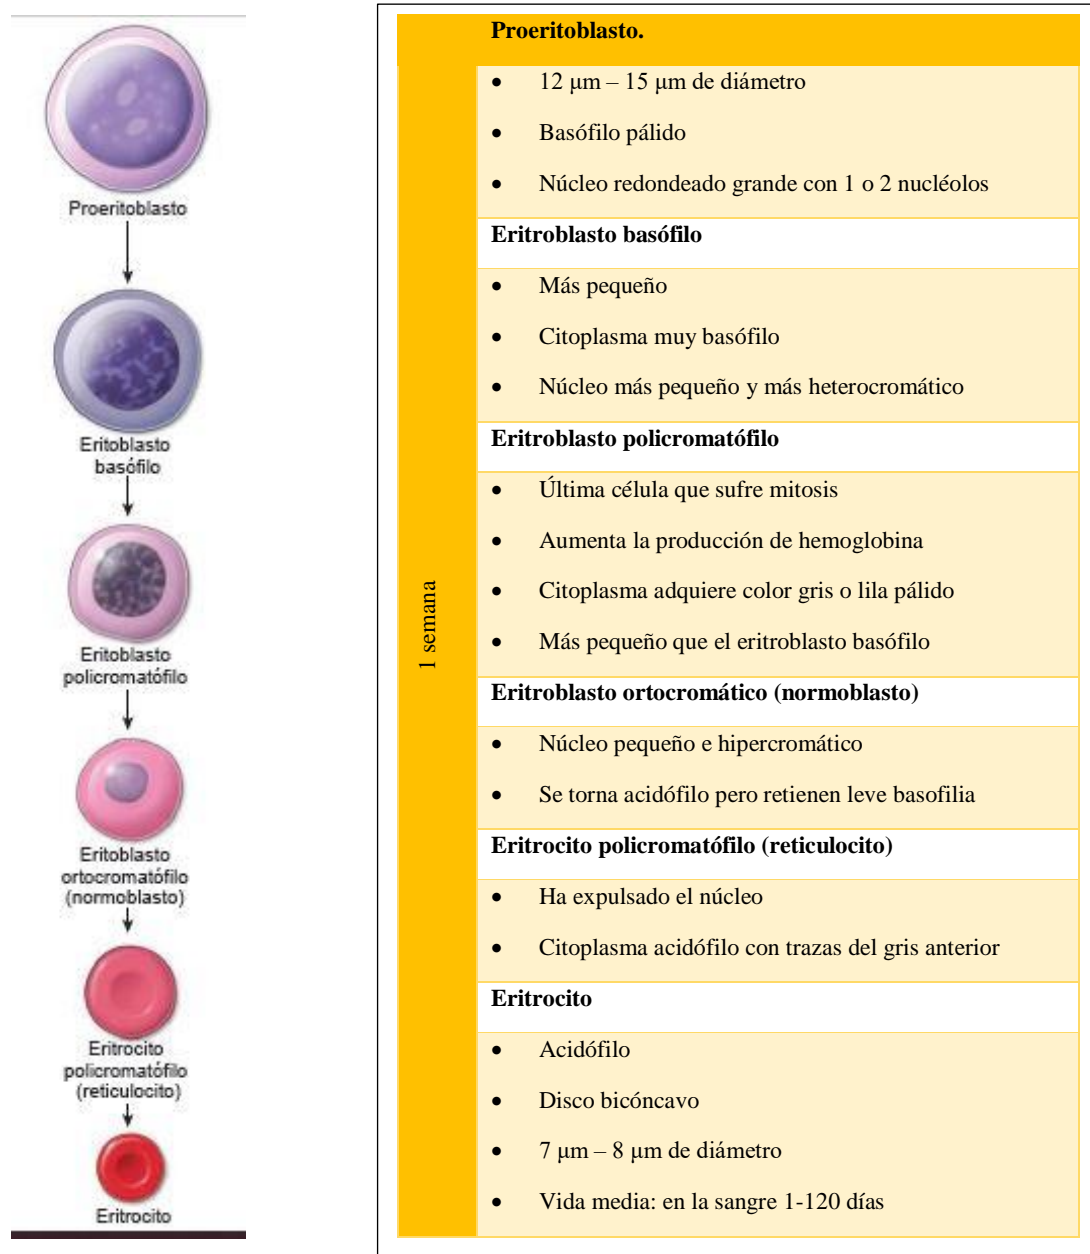 Proeritoblasto
Eritoblasto
basófilo
Eritoblasto
policromatófilo
Eritoblasto
ortocromatófilo
(normoblasto)
Eritrocito
policromatófilo
(reticulocito)
Eritrocito
1 semana
Proeritoblasto.
• 12 μm – 15 μm de diámetro
• Basófilo pálido
• Núcleo redondeado grande con 1 o 2 nucléolos
Eritroblasto basófilo
• Más pequeño
• Citoplasma muy basófilo
• Núcleo más pequeño y más heterocromático
Eritroblasto policromatófilo
• Última célula que sufre mitosis
• Aumenta la producción de hemoglobina
• Citoplasma adquiere color gris o lila pálido
• Más pequeño que el eritroblasto basófilo
Eritroblasto ortocromático (normoblasto)
• Núcleo pequeño e hipercromático
• Se torna acidófilo pero retienen leve basofilia
Eritrocito policromatófilo (reticulocito)
• Ha expulsado el núcleo
• Citoplasma acidófilo con trazas del gris anterior
Eritrocito
• Acidófilo
• Disco bicóncavo
• 7 μm – 8 μm de diámetro
• Vida media: en la sangre 1-120 días